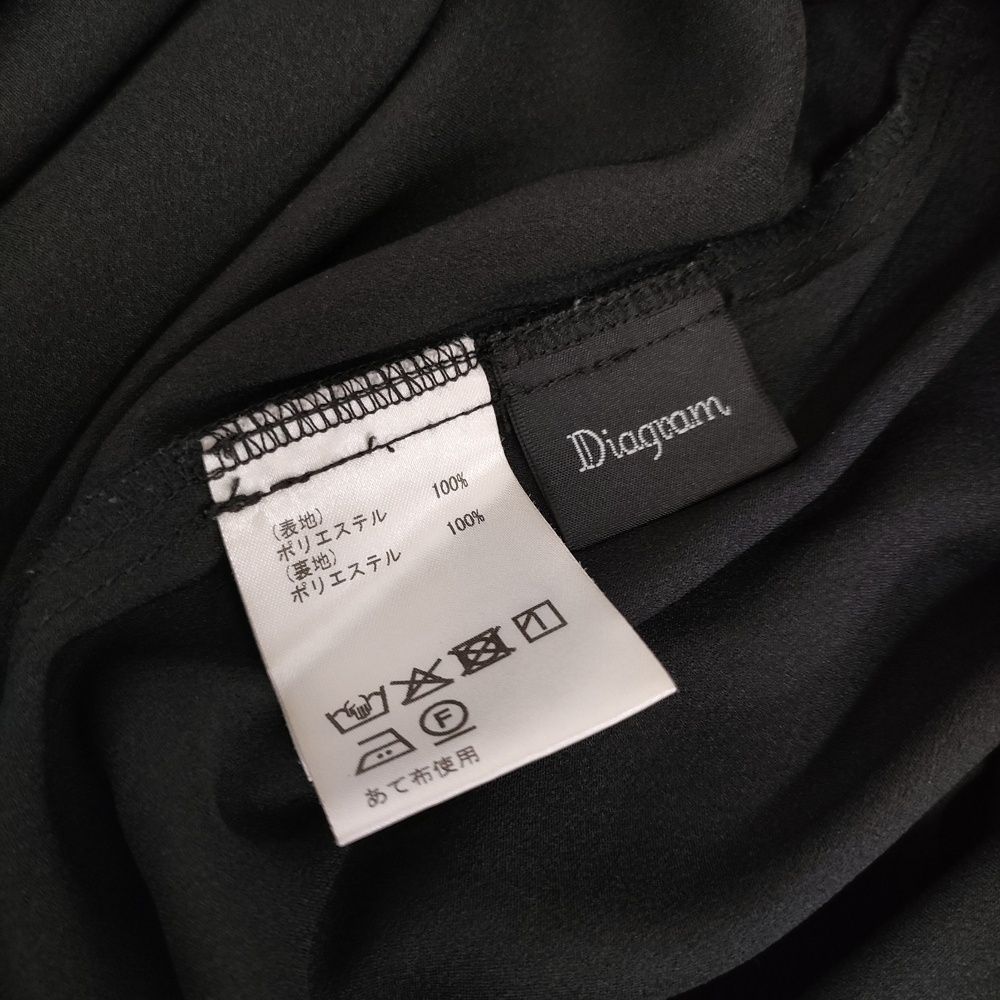 Diagram
(表地)
ポリエステル 100%
(裏地)
ポリエステル 100%
F
あて布使用